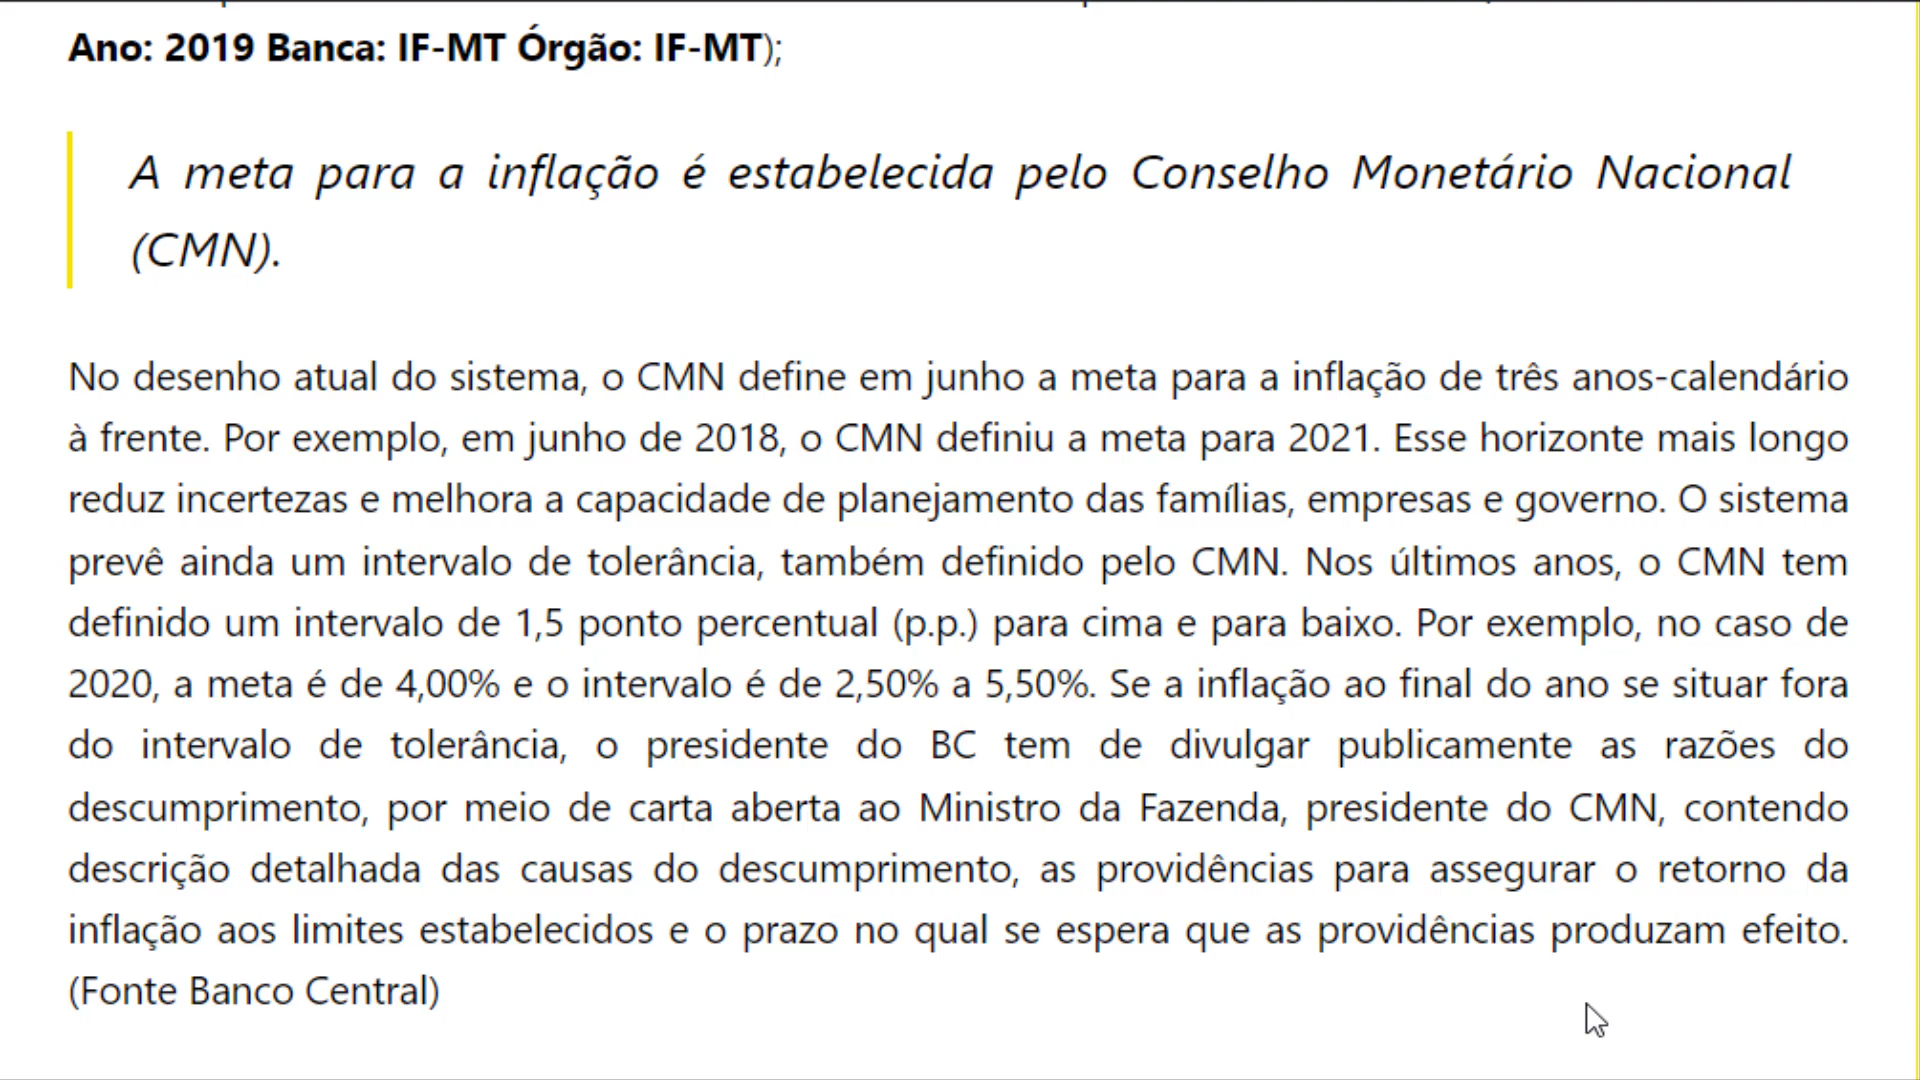 Ano: 2019 Banca: IF-MT Órgão: IF-MT);
A meta para a inflação é estabelecida pelo Conselho Monetário Nacional
(CMN).
No desenho atual do sistema, o CMN define em junho a meta para a inflação de três anos-calendário
à frente. Por exemplo, em junho de 2018, o CMN definiu a meta para 2021. Esse horizonte mais longo
reduz incertezas e melhora a capacidade de planejamento das famílias, empresas e governo. O sistema
prevê ainda um intervalo de tolerância, também definido pelo CMN. Nos últimos anos, o CMN tem
definido um intervalo de 1,5 ponto percentual (p.p.) para cima e para baixo. Por exemplo, no caso de
2020, a meta é de 4,00% e o intervalo é de 2,50% a 5,50%. Se a inflação ao final do ano se situar fora
do intervalo de tolerância, o presidente do BC tem de divulgar publicamente as razões do
descumprimento, por meio de carta aberta ao Ministro da Fazenda, presidente do CMN, contendo
descrição detalhada das causas do descumprimento, as providências para assegurar o retorno da
inflação aos limites estabelecidos e o prazo no qual se espera que as providências produzam efeito.
(Fonte Banco Central)